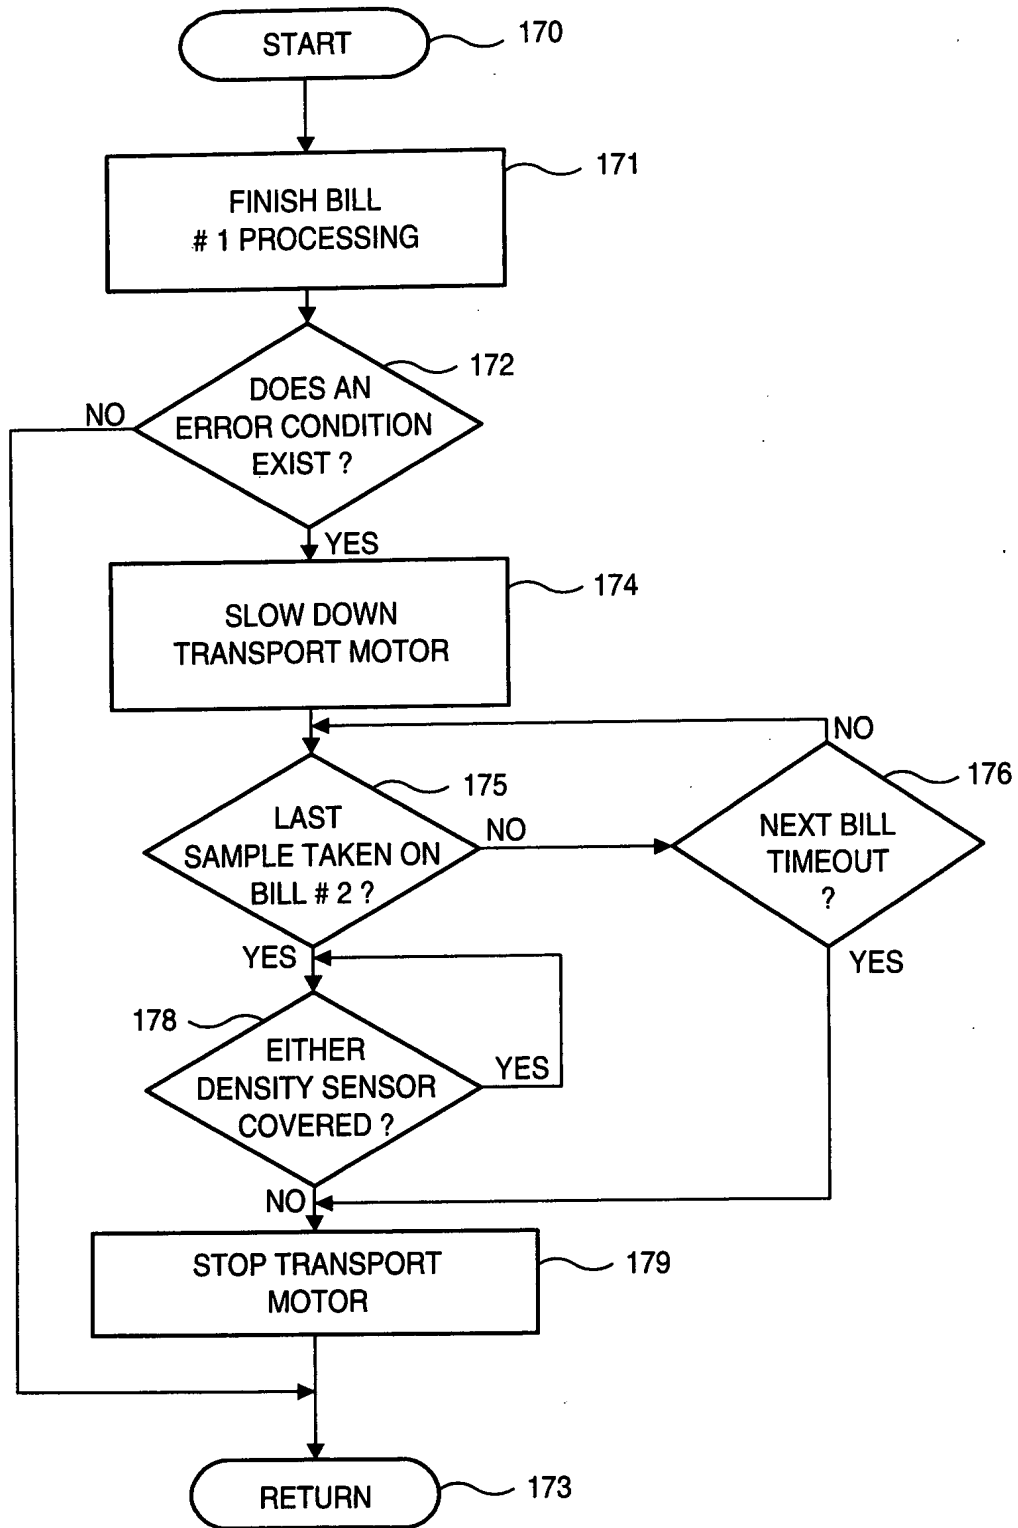 START
170
FINISH BILL
# 1 PROCESSING
171
DOES AN
ERROR CONDITION
EXIST ?
172
NO
YES
SLOW DOWN
TRANSPORT MOTOR
174
LAST
SAMPLE TAKEN ON
BILL # 2 ?
175
NO
NEXT BILL
TIMEOUT
?
176
NO
YES
YES
EITHER
DENSITY SENSOR
COVERED ?
178
YES
NO
STOP TRANSPORT
MOTOR
179
RETURN
173